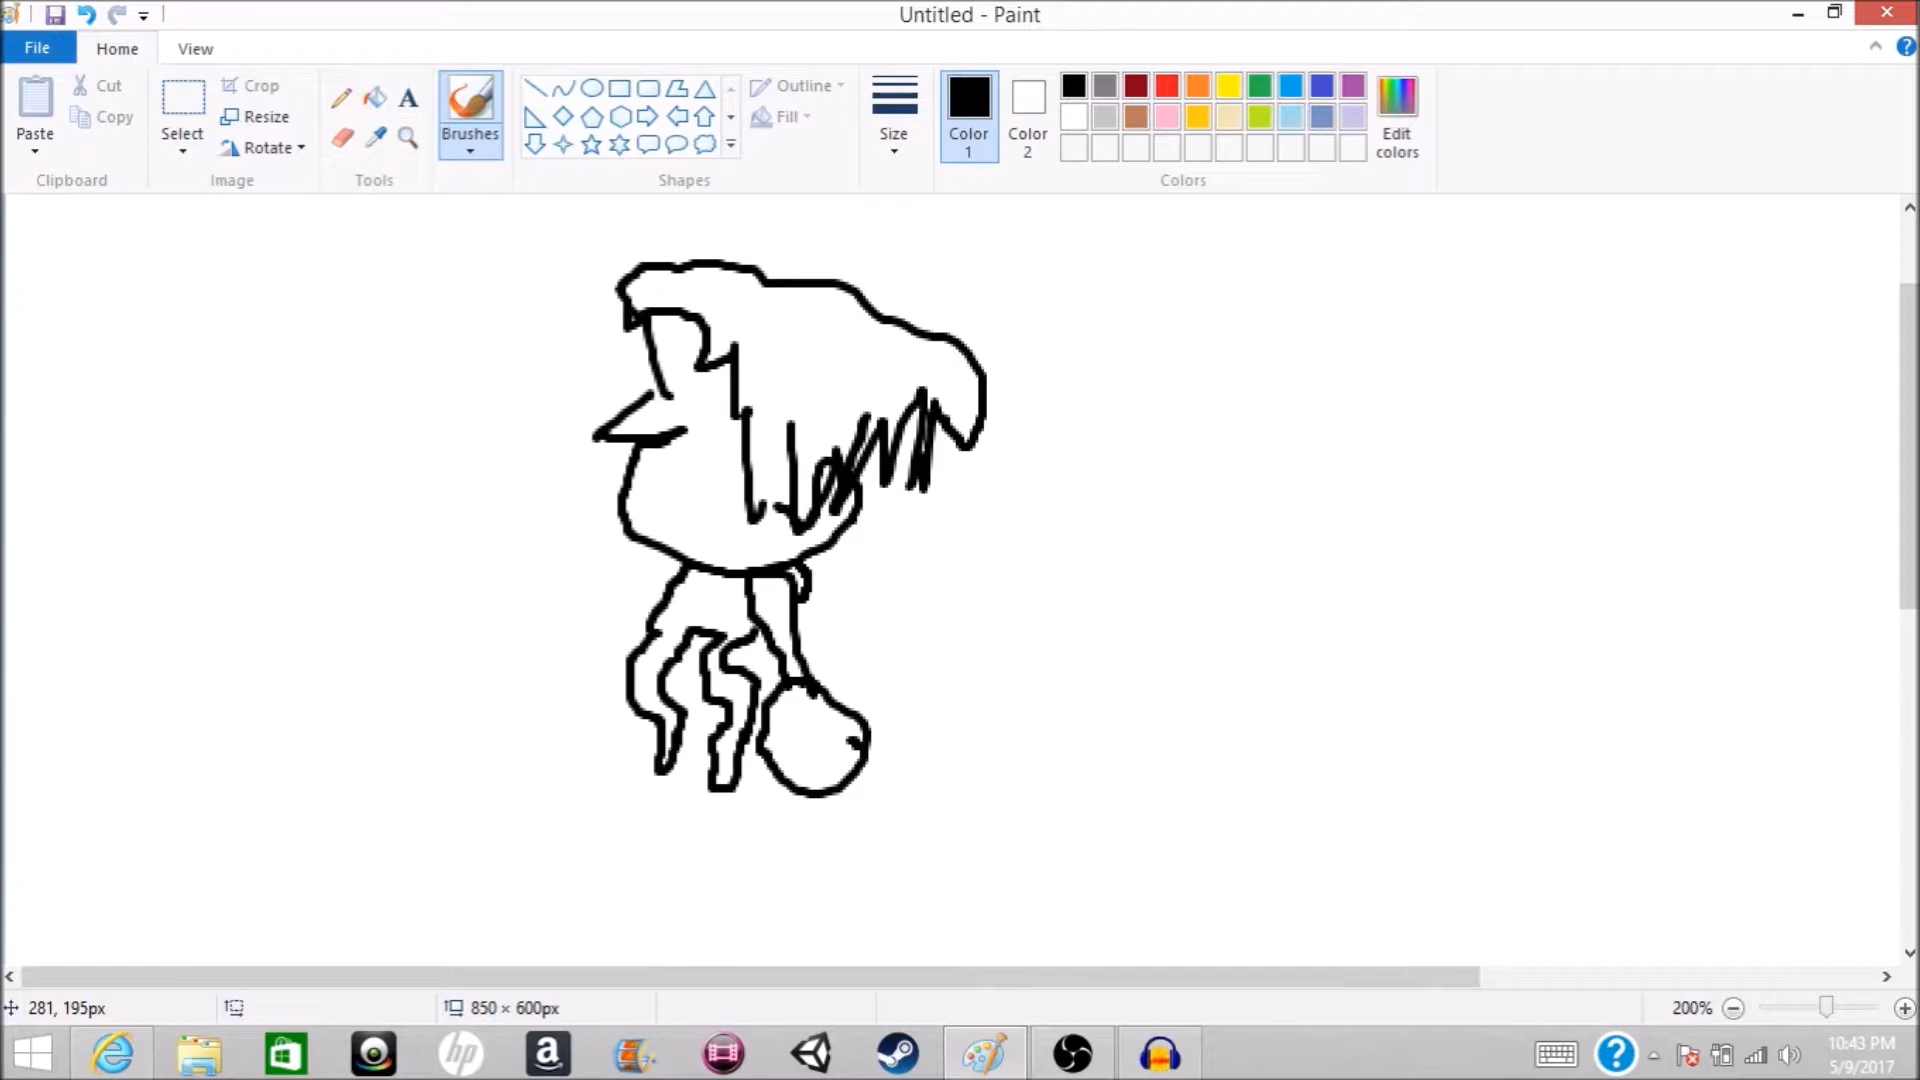 Untitled - Paint
File Home View
Paste Cut Copy Select Crop Resize Rotate A Brushes Outline Fill Size Color 1 Color 2 Edit colors
Clipboard Image Tools Shapes Colors
281, 195px 850 × 600px 200%
hp a 10:43 PM
5/9/2017